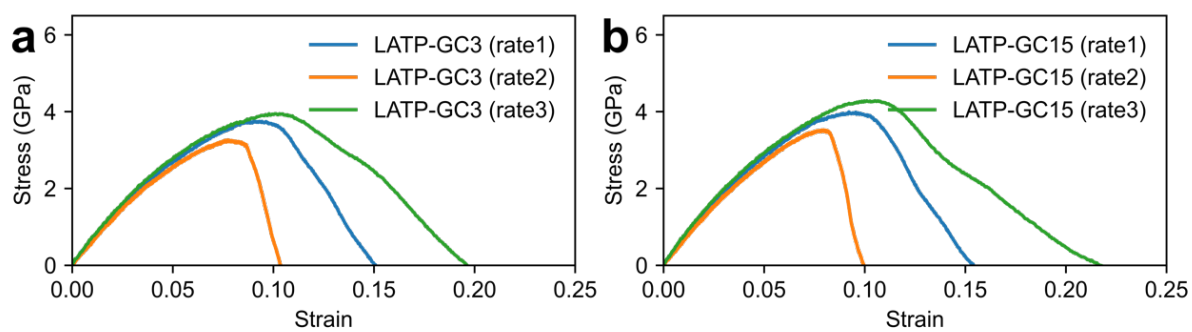 a
6
4
2
0
Stress (GPa)
LATP-GC3 (rate1)
LATP-GC3 (rate2)
LATP-GC3 (rate3)
0.00 0.05 0.10 0.15 0.20 0.25
Strain
b
6
4
2
0
Stress (GPa)
LATP-GC15 (rate1)
LATP-GC15 (rate2)
LATP-GC15 (rate3)
0.00 0.05 0.10 0.15 0.20 0.25
Strain